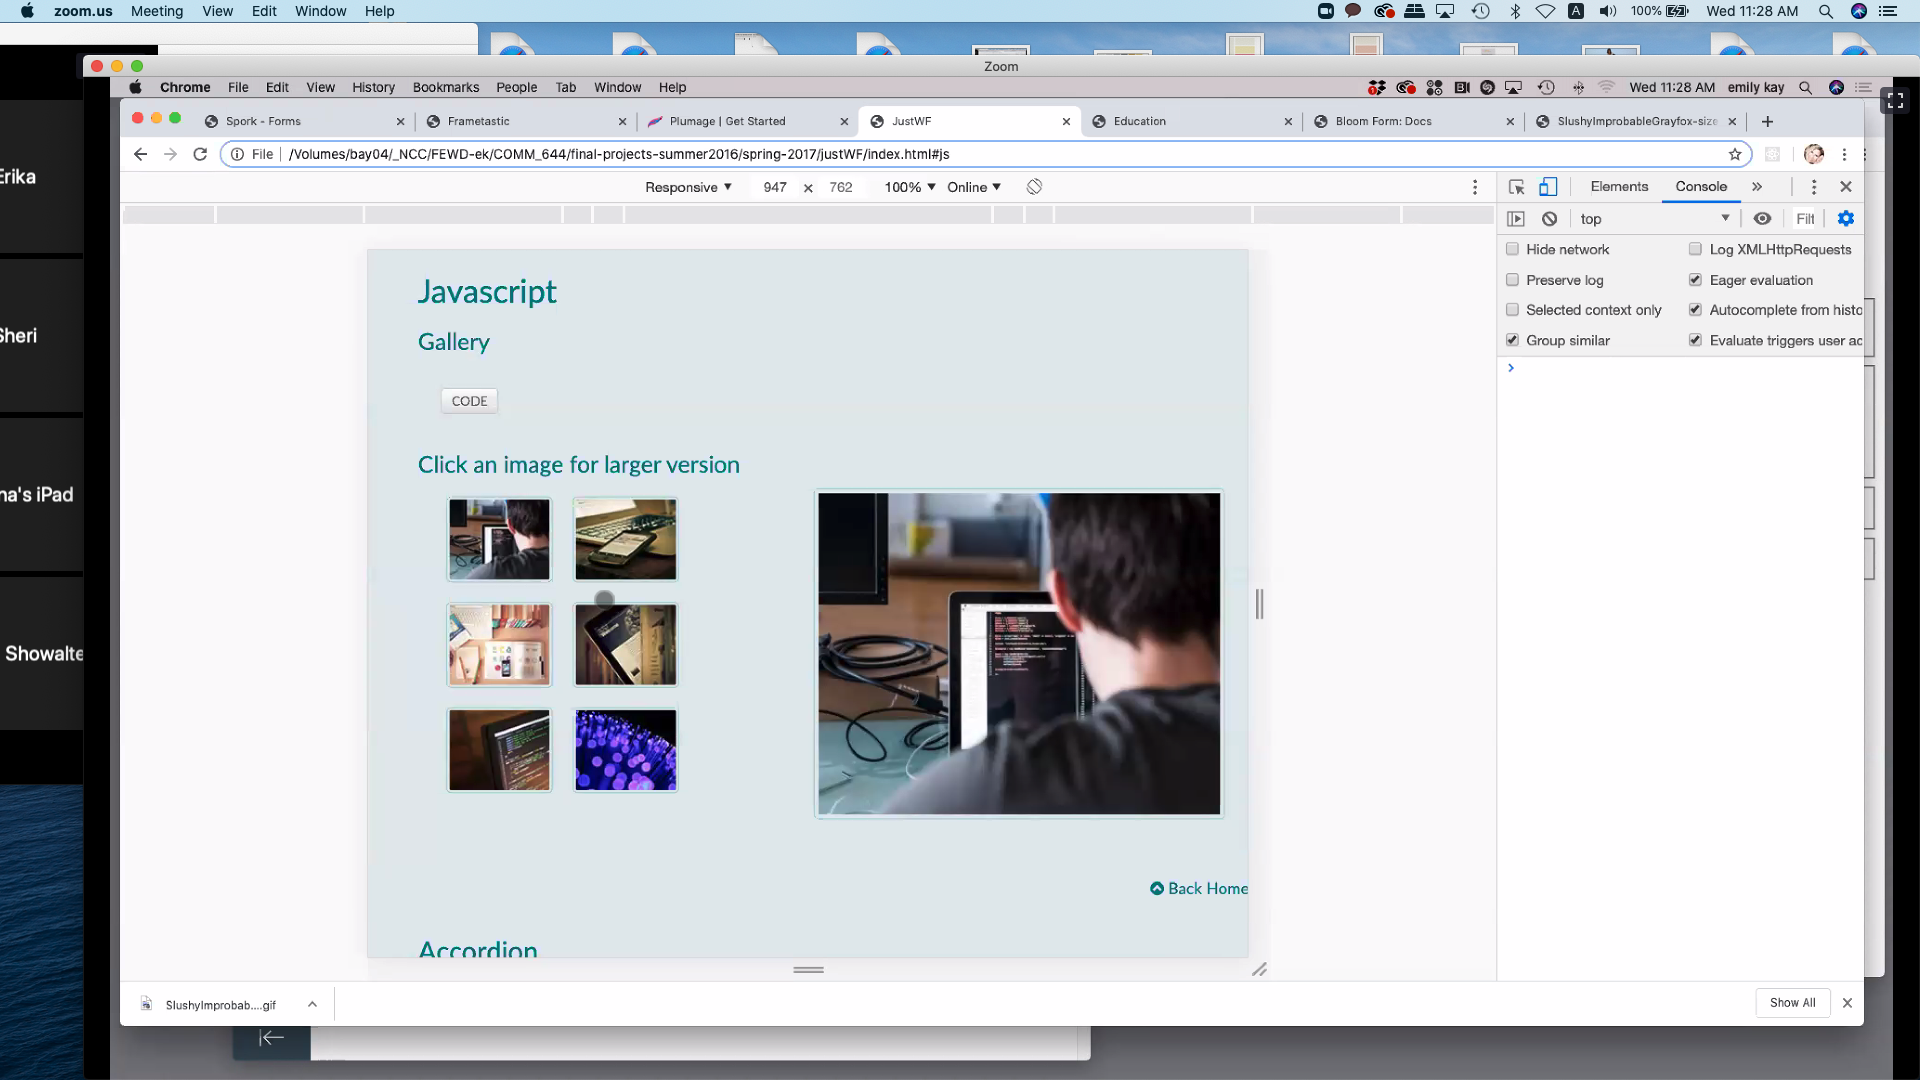 zoom.us Meeting View Edit Window Help 100% Wed 11:28 AM
Zoom
Chrome File Edit View History Bookmarks People Tab Window Help Wed 11:28 AM emily kay
Spork - Forms Frametastic Plumage | Get Started JustWF Education Bloom Form: Docs SlushyImprobableGrayfox-size
File /Volumes/bay04/_NCC/FEWD-ek/COMM_644/final-projects-summer2016/spring-2017/justWF/index.html#js
Responsive 947 × 762 100% Online Elements Console
top Filt
Hide network Log XMLHttpRequests
Preserve log Eager evaluation
Selected context only Autocomplete from histo
Group similar Evaluate triggers user ac
Erika
Sheri
na's iPad
Showalte
Javascript
Gallery
CODE
Click an image for larger version
Back Home
Accordion
SlushyImprobab....gif Show All